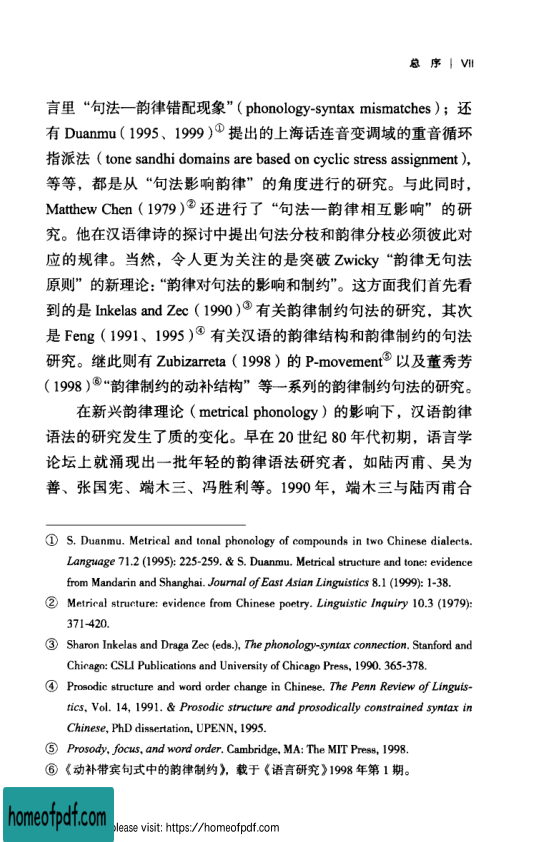 总 序 | VII
言里“句法—韵律错配现象”（phonology-syntax mismatches）；还
有 Duanmu（1995、1999）① 提出的上海话连音变调域的重音循环
指派法（tone sandhi domains are based on cyclic stress assignment），
等等，都是从“句法影响韵律”的角度进行的研究。与此同时，
Matthew Chen（1979）② 还进行了“句法—韵律相互影响”的研
究。他在汉语律诗的探讨中提出句法分枝和韵律分枝必须彼此对
应的规律。当然，令人更为关注的是突破 Zwicky“韵律无句法
原则”的新理论：“韵律对句法的影响和制约”。这方面我们首先看
到的是 Inkelas and Zec（1990）③ 有关韵律制约句法的研究，其次
是 Feng（1991、1995）④ 有关汉语的韵律结构和韵律制约的句法
研究。继此则有 Zubizarreta（1998）的 P-movement⑤ 以及董秀芳
（1998）⑥“韵律制约的动补结构”等一系列的韵律制约句法的研究。
在新兴韵律理论（metrical phonology）的影响下，汉语韵律
语法的研究发生了质的变化。早在 20 世纪 80 年代初期，语言学
论坛上就涌现出一批年轻的韵律语法研究者，如陆丙甫、吴为
善、张国宪、端木三、冯胜利等。1990 年，端木三与陆丙甫合
① S. Duanmu. Metrical and tonal phonology of compounds in two Chinese dialects.
Language 71.2 (1995): 225-259. & S. Duanmu. Metrical structure and tone: evidence
from Mandarin and Shanghai. Journal of East Asian Linguistics 8.1 (1999): 1-38.
② Metrical structure: evidence from Chinese poetry. Linguistic Inquiry 10.3 (1979):
371-420.
③ Sharon Inkelas and Draga Zec (eds.), The phonology-syntax connection. Stanford and
Chicago: CSLI Publications and University of Chicago Press, 1990. 365-378.
④ Prosodic structure and word order change in Chinese. The Penn Review of Linguis-
tics, Vol. 14, 1991. & Prosodic structure and prosodically constrained syntax in
Chinese, PhD dissertation, UPENN, 1995.
⑤ Prosody, focus, and word order. Cambridge, MA: The MIT Press, 1998.
⑥《动补带宾句式中的韵律制约》，载于《语言研究》1998 年第 1 期。
homeofpdf.com
please visit: https://homeofpdf.com